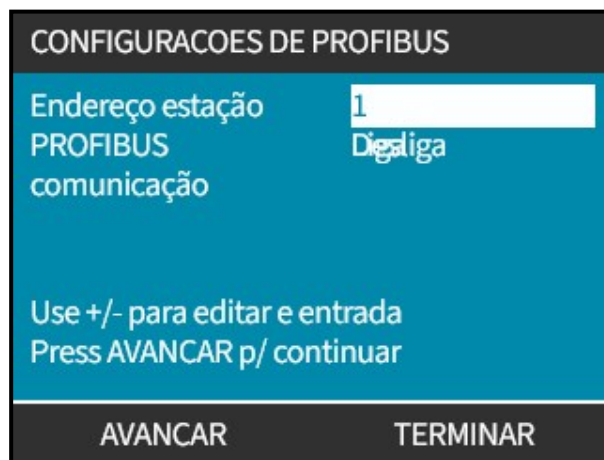 CONFIGURACOES DE PROFIBUS
Endereço estação 1
PROFIBUS
comunicação
Use +/- para editar e entrada
Press AVANCAR p/ continuar
AVANCAR TERMINAR